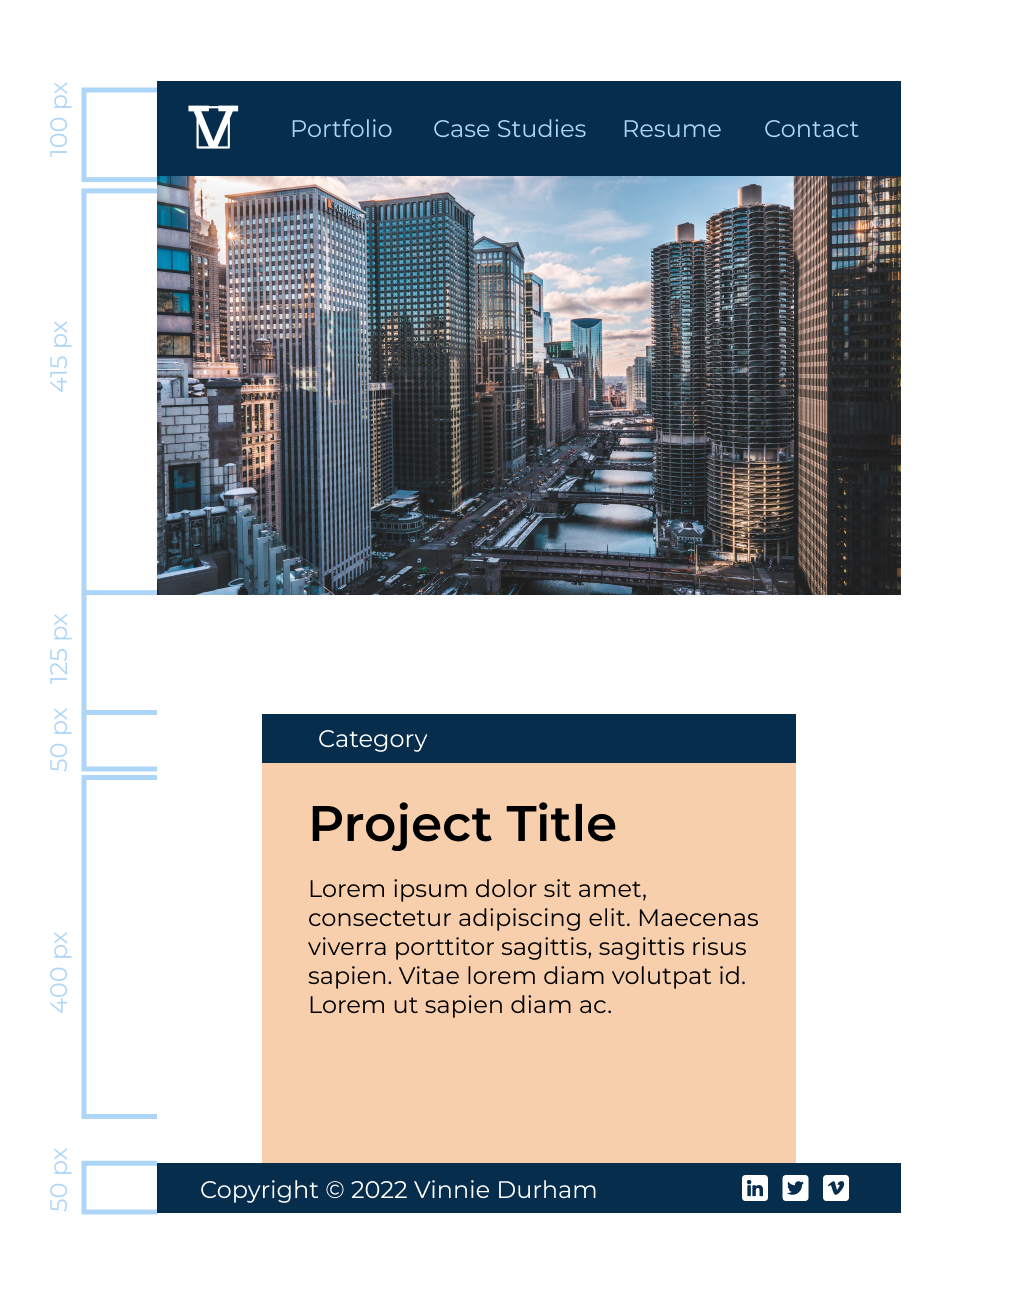 100 px
V
Portfolio Case Studies Resume Contact
KEMPER
415 px
125 px
50 px
Category
Project Title
Lorem ipsum dolor sit amet,
consectetur adipiscing elit. Maecenas
viverra porttitor sagittis, sagittis risus
sapien. Vitae lorem diam volutpat id.
Lorem ut sapien diam ac.
400 px
50 px
Copyright © 2022 Vinnie Durham
in